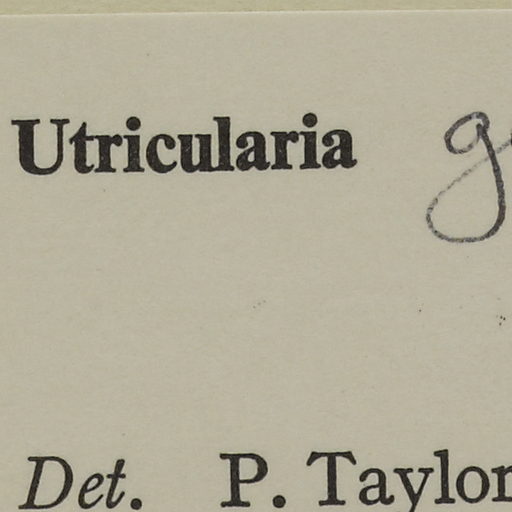 Utricularia g
Det. P. Taylor